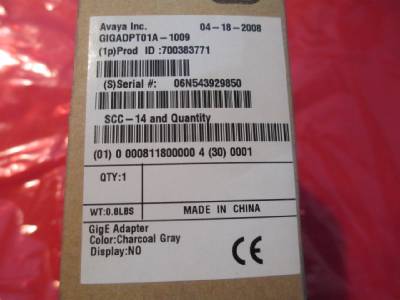 Avaya Inc. 04-18-2008
GIGADPT01A-1009
(1p)Prod ID :700383771
(S)Serial #: 06N543929850
SCC-14 and Quantity
(01) 0 000811800000 4 (30) 0001
QTY:1
WT:0.8LBS MADE IN CHINA
GigE Adapter
Color:Charcoal Gray
Display:NO
CE